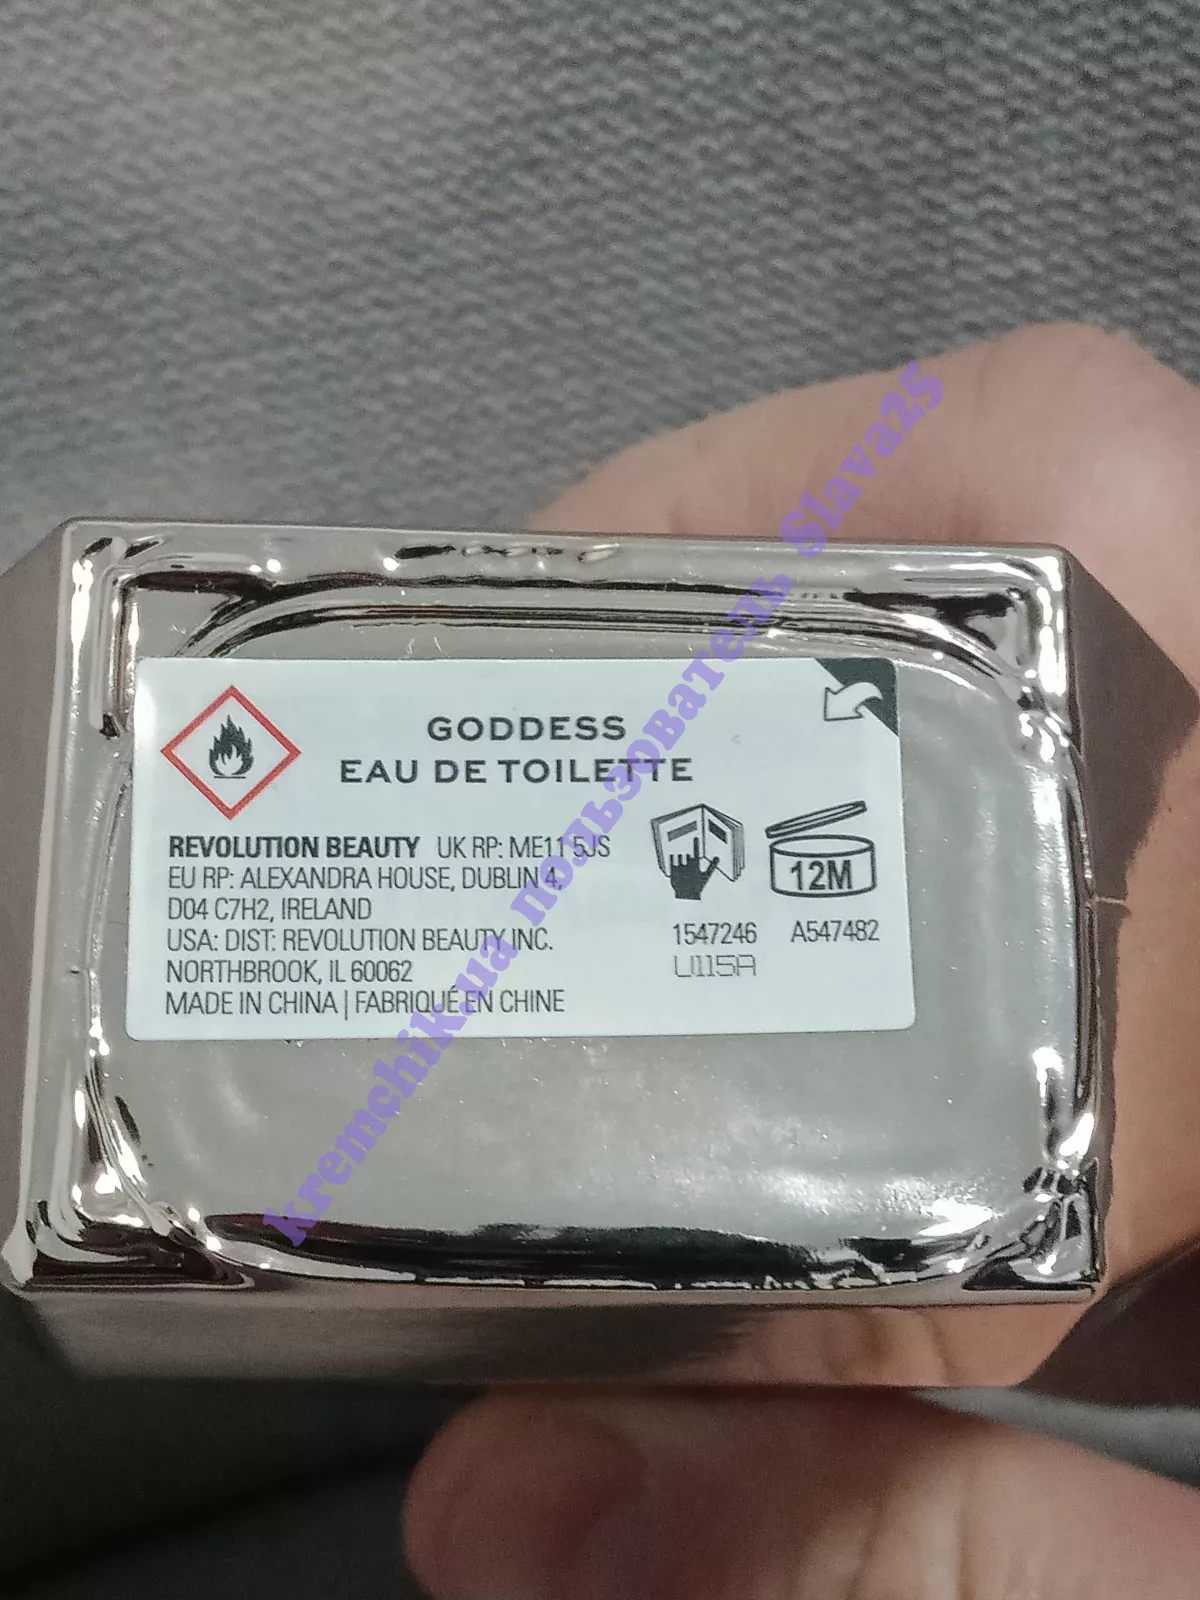 GODDESS
EAU DE TOILETTE
REVOLUTION BEAUTY UK RP: ME11 5JS
EU RP: ALEXANDRA HOUSE, DUBLIN 4,
D04 C7H2, IRELAND
USA: DIST: REVOLUTION BEAUTY INC.
NORTHBROOK, IL 60062
MADE IN CHINA | FABRIQUÉ EN CHINE
12M
1547246 A547482
U115A
kremchik.ua пользователь Slava25